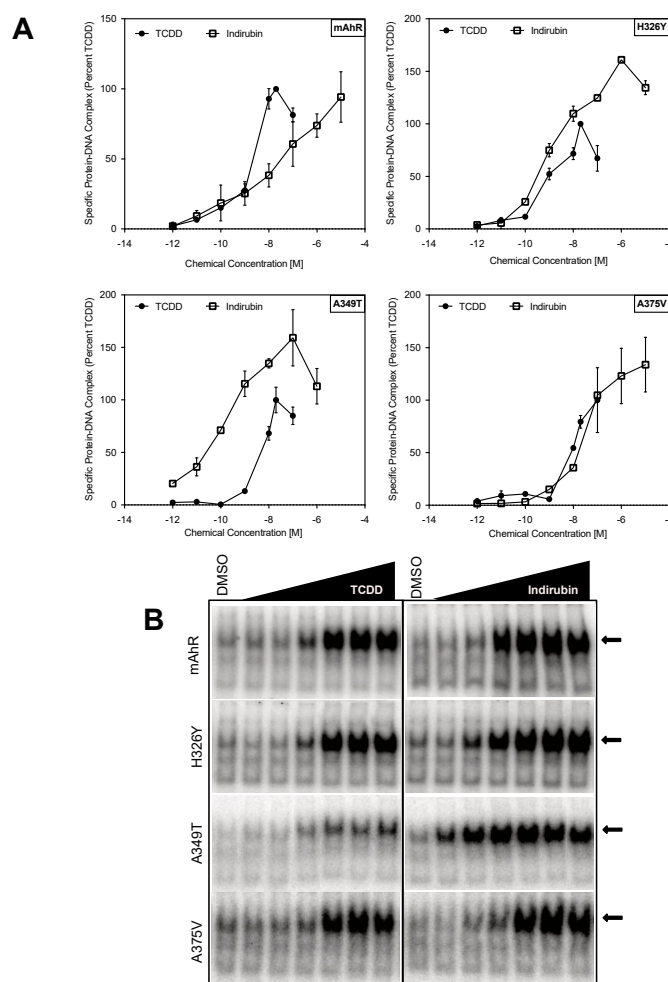 A
mAhR
TCDD Indirubin
Specific Protein-DNA Complex (Percent TCDD)
150
100
50
0
-14 -12 -10 -8 -6 -4
Chemical Concentration [M]
H326Y
TCDD Indirubin
Specific Protein-DNA Complex (Percent TCDD)
200
150
100
50
0
-14 -12 -10 -8 -6 -4
Chemical Concentration [M]
A349T
TCDD Indirubin
Specific Protein-DNA Complex (Percent TCDD)
200
150
100
50
0
-14 -12 -10 -8 -6 -4
Chemical Concentration [M]
A375V
TCDD Indirubin
Specific Protein-DNA Complex (Percent TCDD)
200
150
100
50
0
-14 -12 -10 -8 -6 -4
Chemical Concentration [M]
B
DMSO
TCDD
DMSO
Indirubin
mAhR
H326Y
A349T
A375V